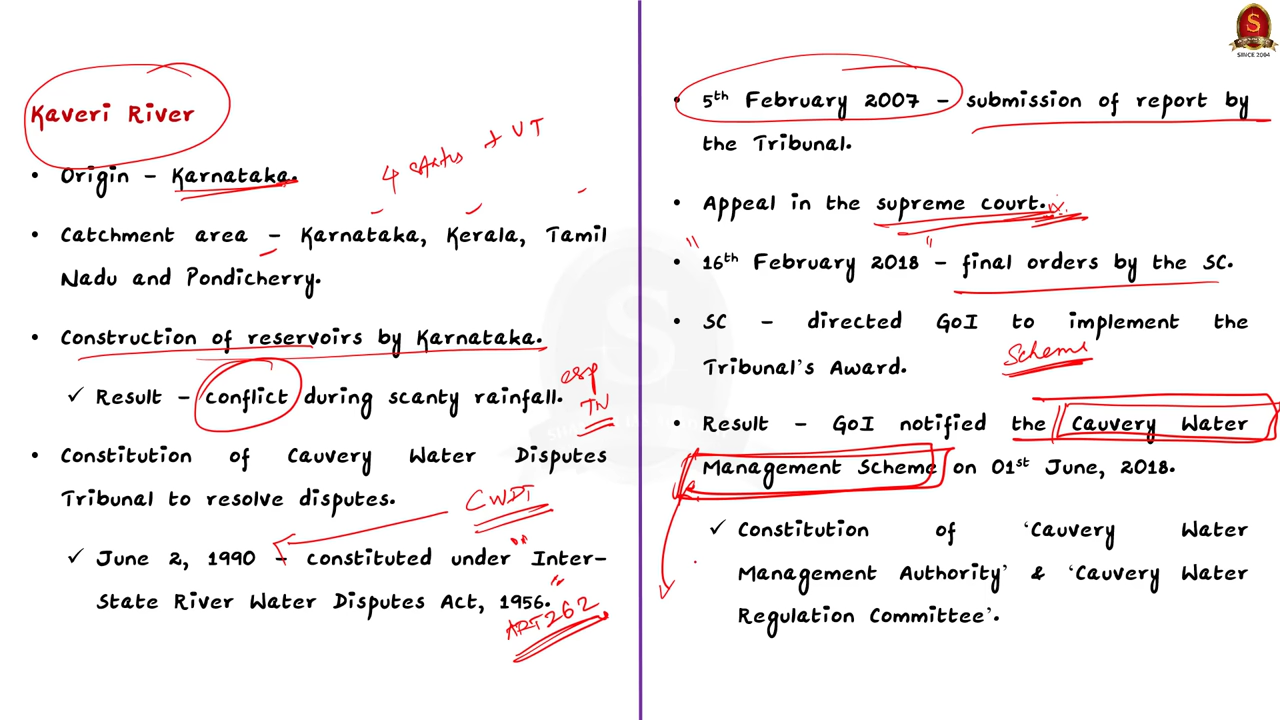 Kaveri River
4 states + UT
• Origin – Karnataka.
• Catchment area – Karnataka, Kerala, Tamil
Nadu and Pondicherry.
• Construction of reservoirs by Karnataka.
✓ Result – conflict during scanty rainfall.
esp
TN
• Constitution of Cauvery Water Disputes
Tribunal to resolve disputes.
CWDT
✓ June 2, 1990 – constituted under Inter-
State River Water Disputes Act, 1956.
ART 262
S
SINCE 2004
• 5th February 2007 – submission of report by
the Tribunal.
• Appeal in the supreme court.
• "16th February 2018" – final orders by the SC.
• SC – directed GoI to implement the
Tribunal's Award.
Scheme
• Result – GoI notified the Cauvery Water
Management Scheme on 01st June, 2018.
✓ Constitution of ‘Cauvery Water
Management Authority’ & ‘Cauvery Water
Regulation Committee’.